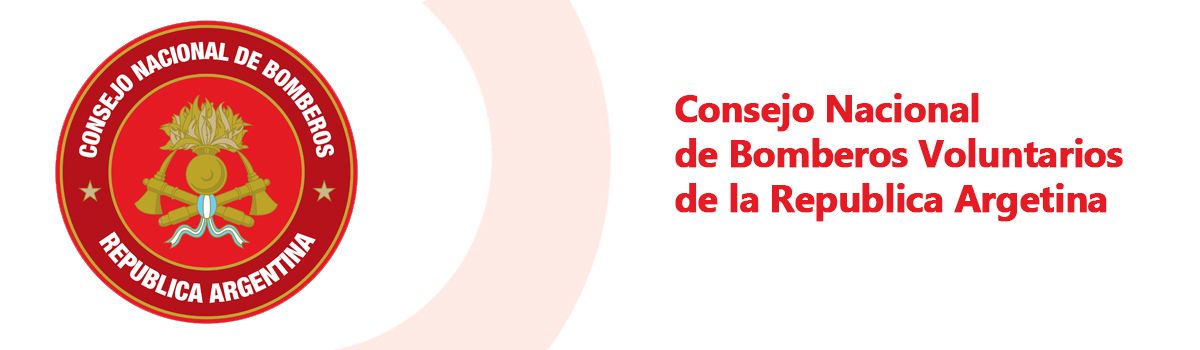 CONSEJO NACIONAL DE BOMBEROS
REPUBLICA ARGENTINA
Consejo Nacional
de Bomberos Voluntarios
de la Republica Argetina